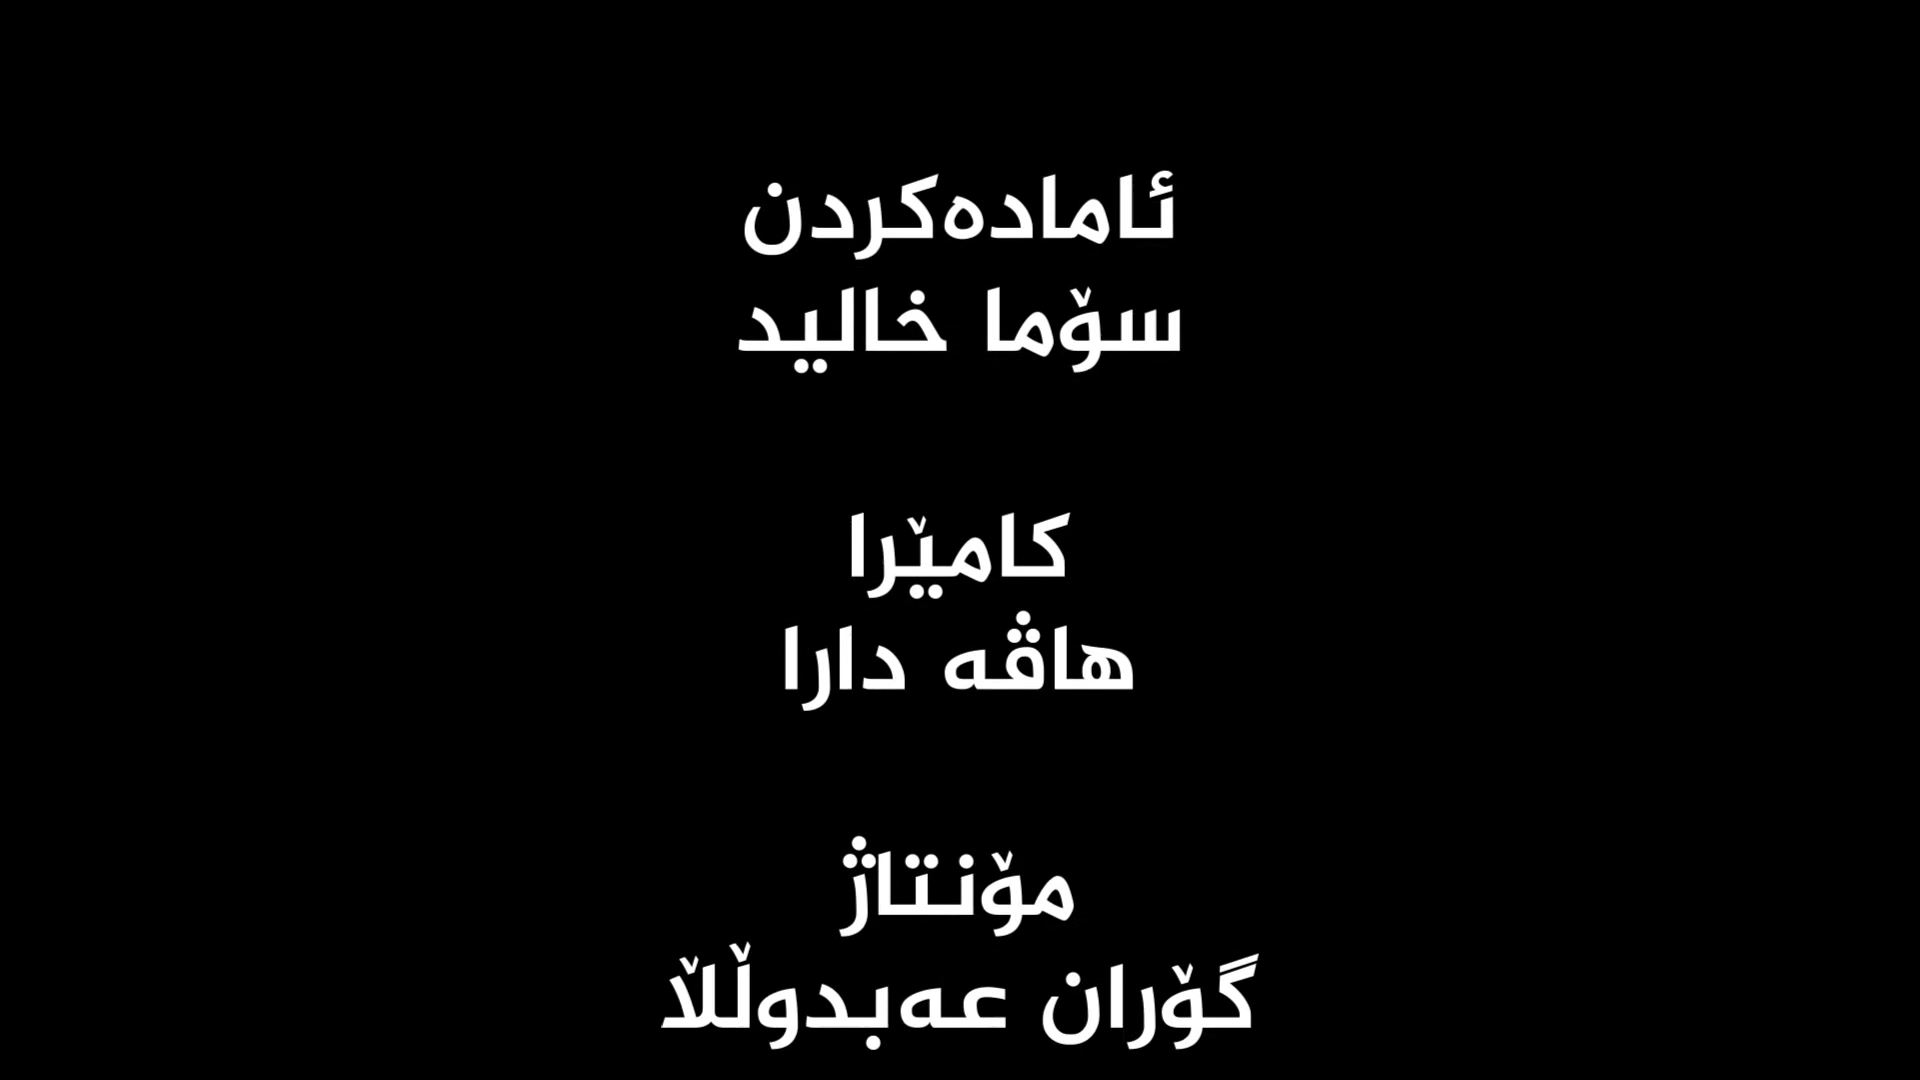 ئامادەکردن
سۆما خالید
کامێرا
هاڤە دارا
مۆنتاژ
گۆران عەبدوڵڵا